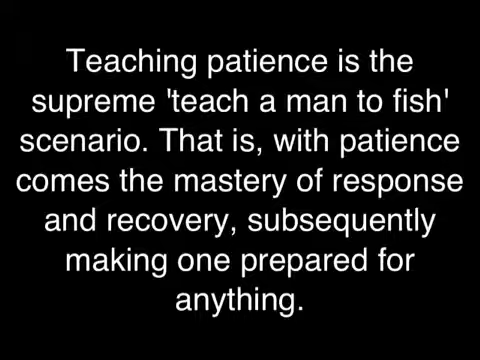 Teaching patience is the
supreme 'teach a man to fish'
scenario. That is, with patience
comes the mastery of response
and recovery, subsequently
making one prepared for
anything.